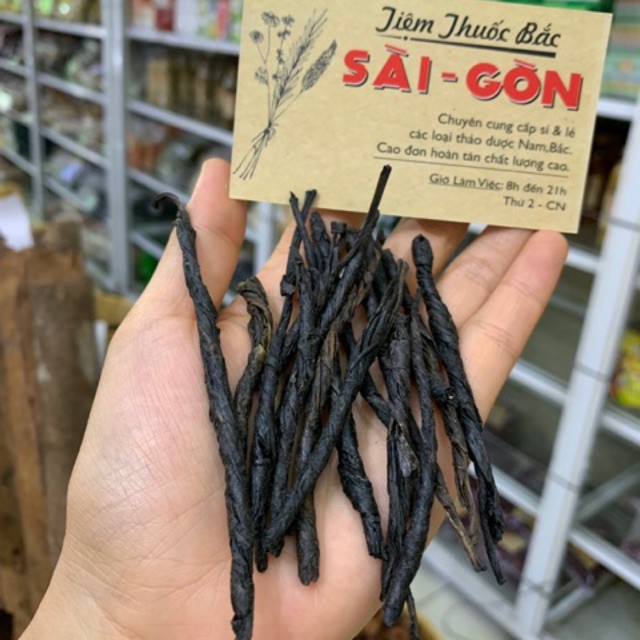 Tiệm Thuốc Bắc
SÀI-GÒN
Chuyên cung cấp sỉ & lẻ
các loại thảo dược Nam,Bắc.
Cao đơn hoàn tán chất lượng cao.
Giờ Làm Việc: 8h đến 21h
Thứ 2 - CN